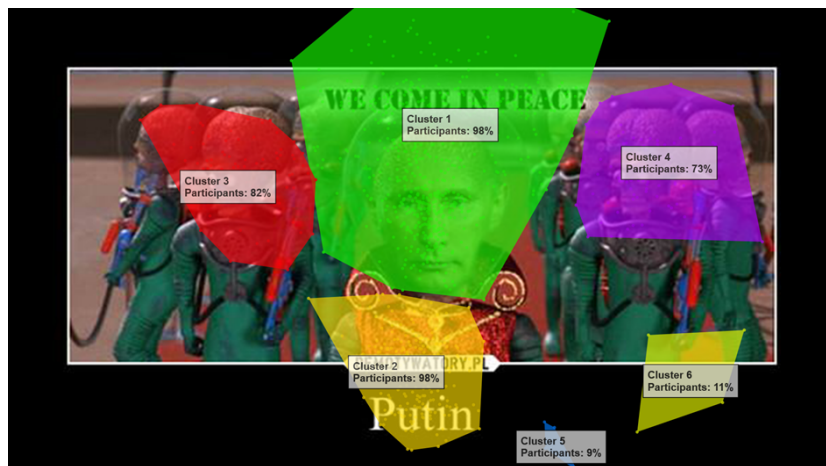 WE COME IN PEACE
Cluster 1
Participants: 98%
Cluster 4
Participants: 73%
Cluster 3
Participants: 82%
Cluster 2
Participants: 98%
DEMOTYWATORY.PL
Cluster 6
Participants: 11%
Putin
Cluster 5
Participants: 9%